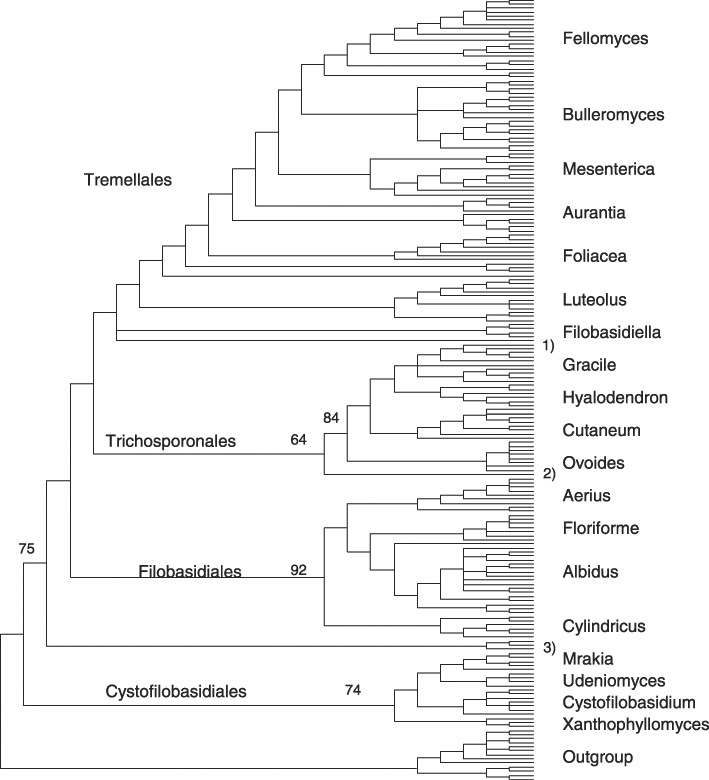 Fellomyces
Bulleromyces
Mesenterica
Tremellales
Aurantia
Foliacea
Luteolus
Filobasidiella
1)
Gracile
Hyalodendron
84
Cutaneum
Trichosporonales 64
Ovoides
2)
Aerius
Floriforme
75
Filobasidiales 92
Albidus
Cylindricus
3)
Mrakia
Udeniomyces
Cystofilobasidiales 74
Cystofilobasidium
Xanthophyllomyces
Outgroup